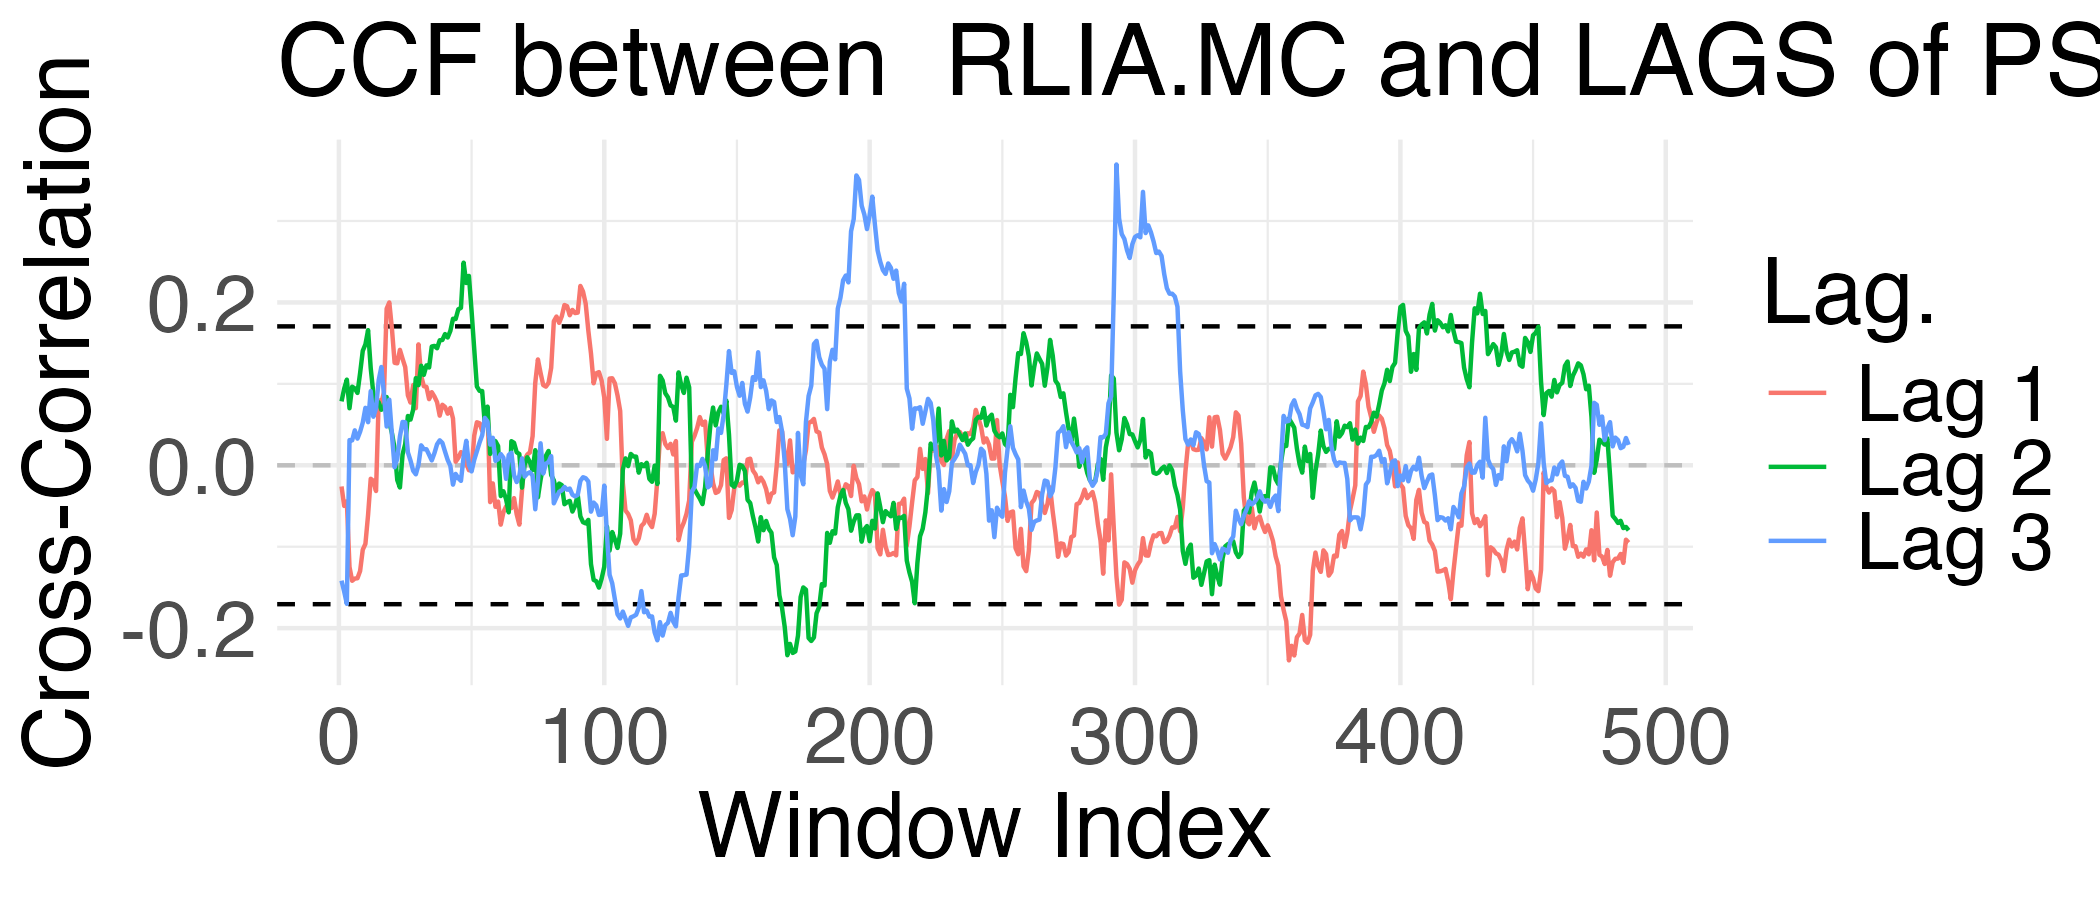 CCF between RLIA.MC and LAGS of PS
Cross-Correlation
0.2
0.0
-0.2
0
100
200
300
400
500
Window Index
Lag.
Lag 1
Lag 2
Lag 3